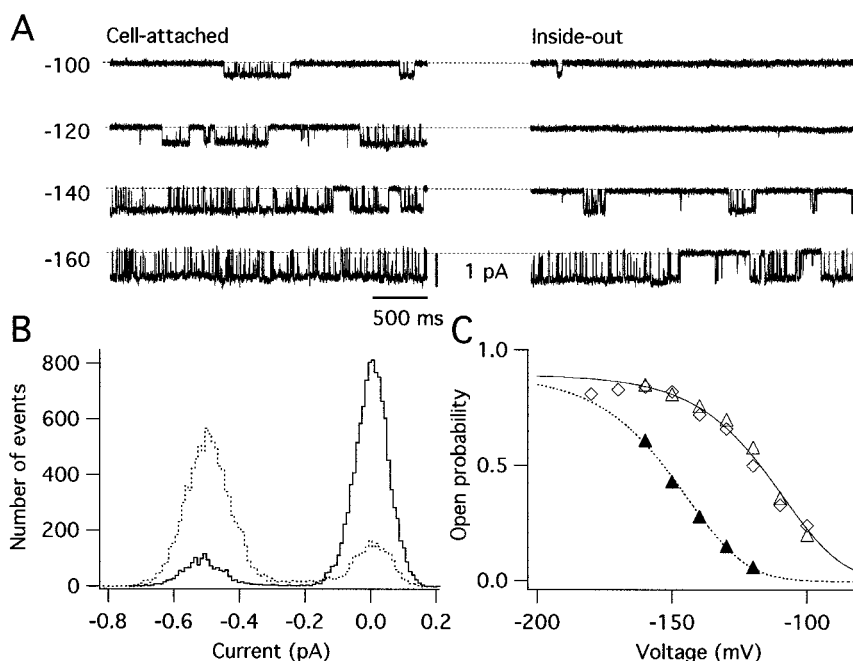 A
Cell-attached
Inside-out
-100
-120
-140
-160
1 pA
500 ms
B
800
600
400
200
0
Number of events
-0.8
-0.6
-0.4
-0.2
0.0
0.2
Current (pA)
C
1.0
0.5
0.0
Open probability
-200
-150
-100
Voltage (mV)